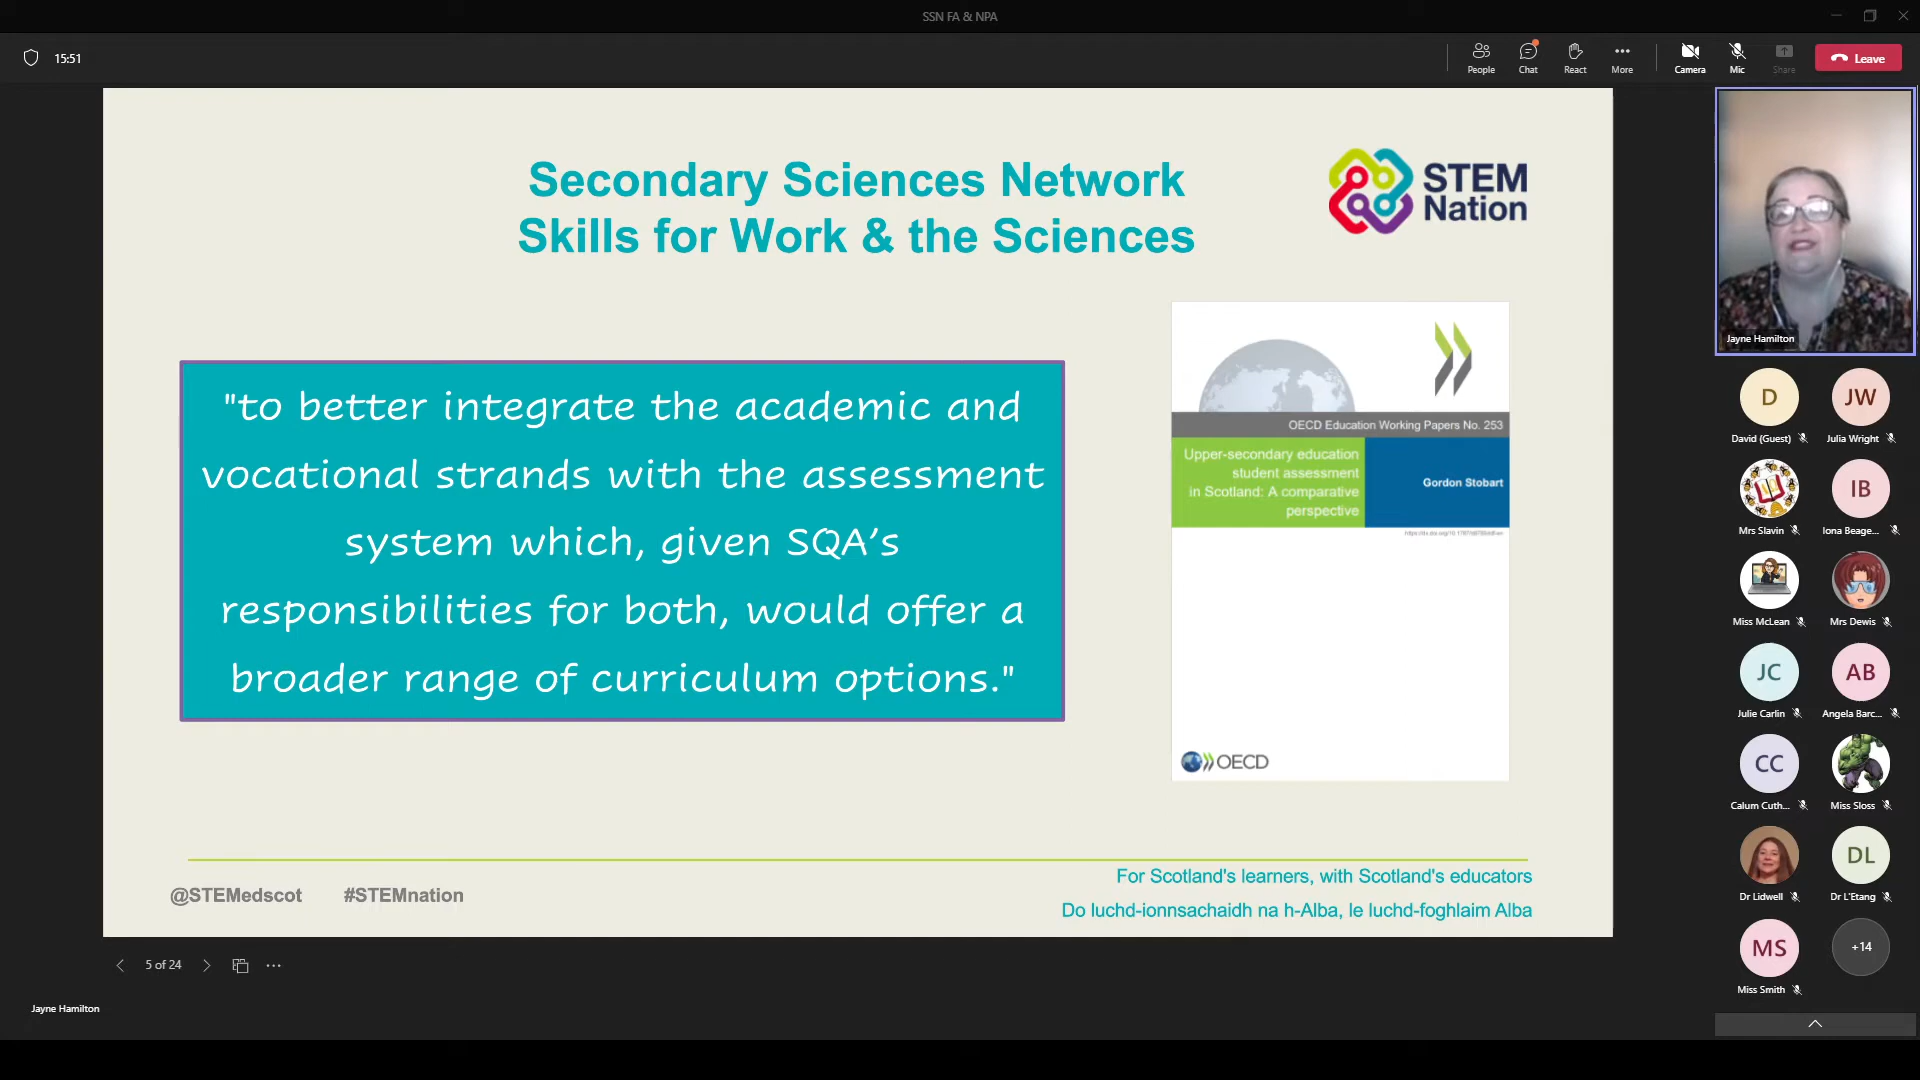 SSN FA & NPA
15:51
People
Chat
React
More
Camera
Mic
Share
Leave
Secondary Sciences Network
Skills for Work & the Sciences
STEM
Nation
"to better integrate the academic and
vocational strands with the assessment
system which, given SQA’s
responsibilities for both, would offer a
broader range of curriculum options."
OECD Education Working Papers No. 253
Upper-secondary education
student assessment
in Scotland: A comparative
perspective
Gordon Stobart
OECD
@STEMedscot #STEMnation
For Scotland's learners, with Scotland's educators
Do luchd-ionnsachaidh na h-Alba, le luchd-foghlaim Alba
5 of 24
Jayne Hamilton
Jayne Hamilton
D
JW
David (Guest)
Julia Wright
IB
Mrs Slavin
Iona Beage...
Miss McLean
Mrs Dewis
JC
AB
Julie Carlin
Angela Barc...
CC
Calum Cuth...
Miss Sloss
DL
Dr Lidwell
Dr L'Etang
MS
+14
Miss Smith